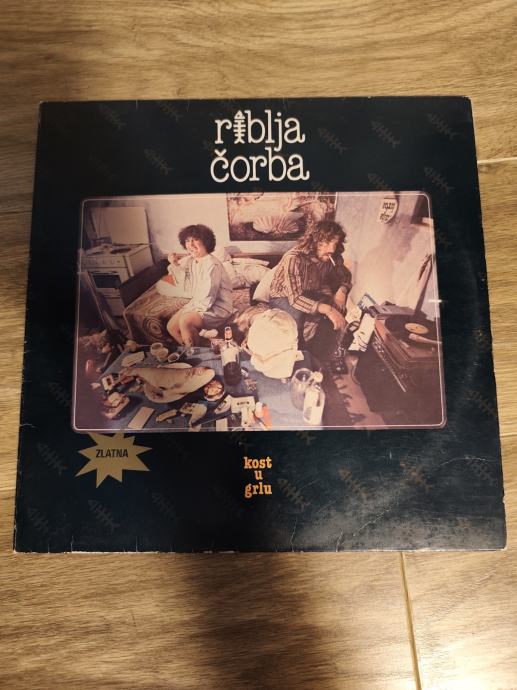 riblja
čorba
ZLATNA
kost
u
grlu